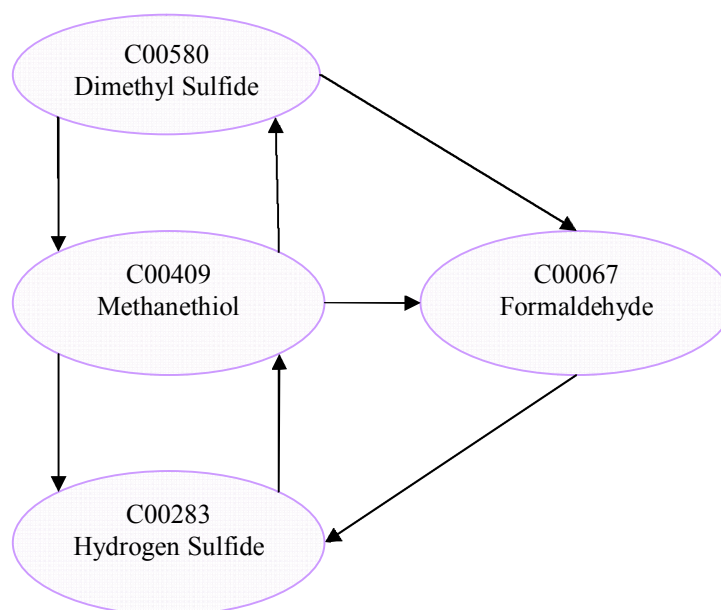 C00580
Dimethyl Sulfide
C00409
Methanethiol
C00067
Formaldehyde
C00283
Hydrogen Sulfide